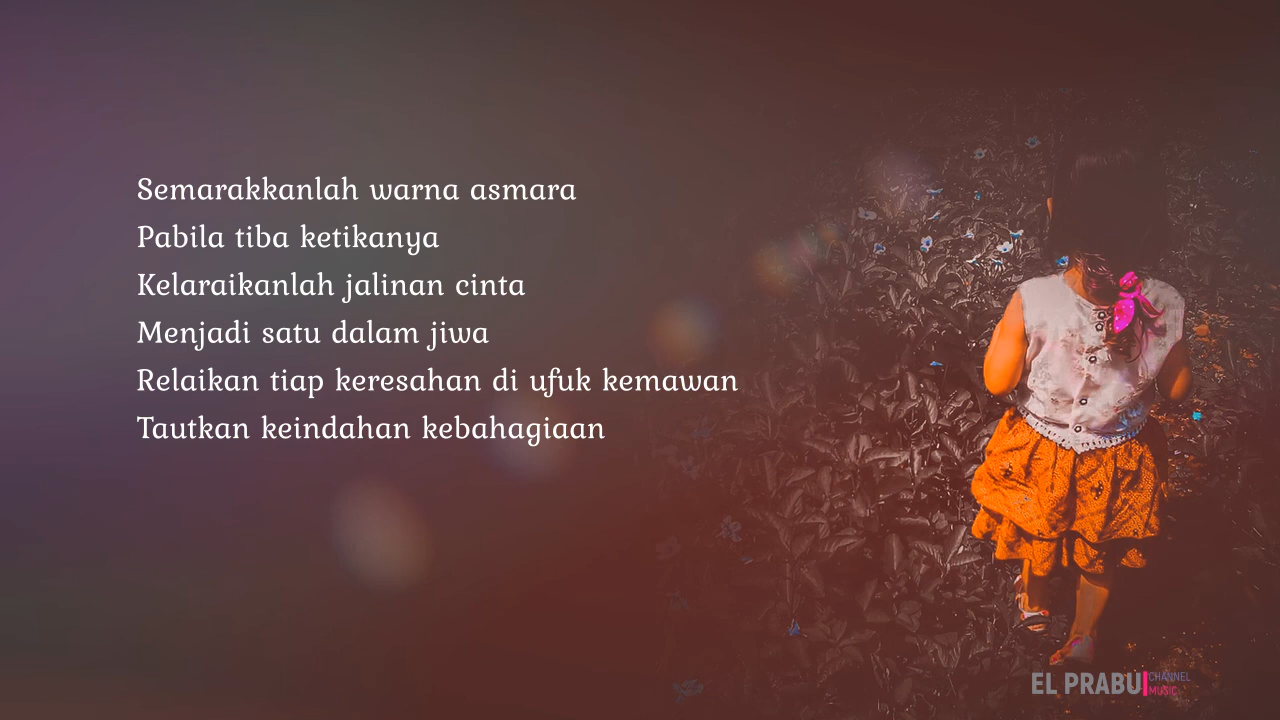 Semarakkanlah warna asmara
Pabila tiba ketikanya
Kelaraikanlah jalinan cinta
Menjadi satu dalam jiwa
Relaikan tiap keresahan di ufuk kemawan
Tautkan keindahan kebahagiaan
EL PRABU CHANNEL MUSIC